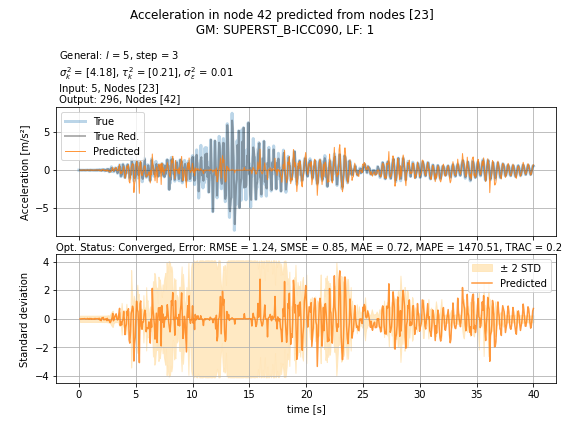 Acceleration in node 42 predicted from nodes [23]
GM: SUPERST_B-ICC090, LF: 1
General: l = 5, step = 3
σ²ₖ = [4.18], τ²ₖ = [0.21], σ²ε = 0.01
Input: 5, Nodes [23]
Output: 296, Nodes [42]
True
True Red.
Predicted
Acceleration [m/s²]
5
0
−5
Opt. Status: Converged, Error: RMSE = 1.24, SMSE = 0.85, MAE = 0.72, MAPE = 1470.51, TRAC = 0.2
± 2 STD
Predicted
Standard deviation
4
2
0
−2
−4
0 5 10 15 20 25 30 35 40
time [s]